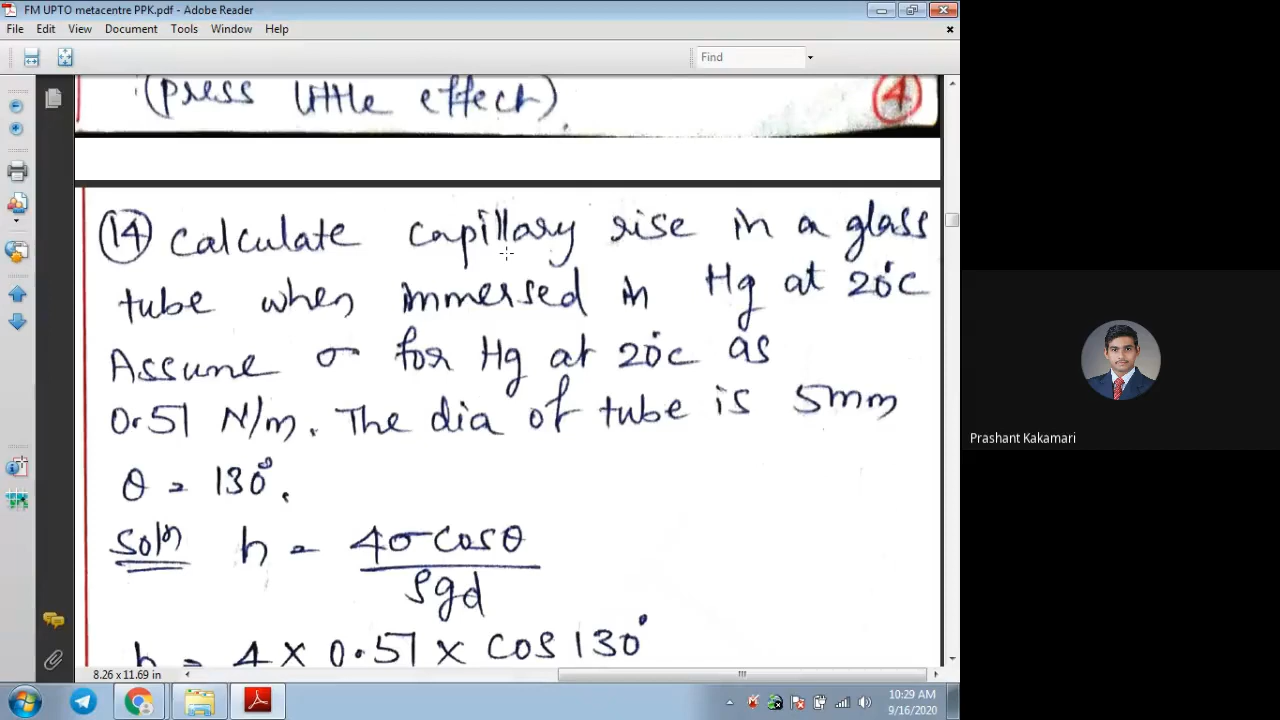 FM UPTO metacentre PPK.pdf - Adobe Reader
File Edit View Document Tools Window Help
Find
(press little effect)
4
14 Calculate capillary rise in a glass
tube when immersed in Hg at 20°c
Assume σ for Hg at 20°c as
0.51 N/m. The dia of tube is 5mm
θ = 130°.
Soln h = 4σcosθ
ρgd
h = 4 x 0.51 x cos 130°
8.26 x 11.69 in
Prashant Kakamari
10:29 AM
9/16/2020